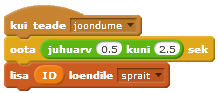 kui teade joondume
oota juhuarv 0.5 kuni 2.5 sek
lisa ID loendile sprait